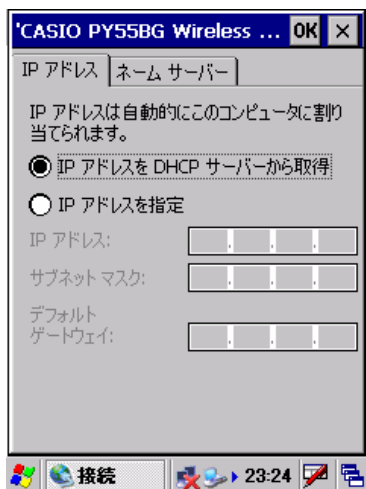 'CASIO PY55BG Wireless ... OK ×
IP アドレス ネーム サーバー
IP アドレスは自動的にこのコンピュータに割り
当てられます。
IP アドレスを DHCP サーバーから取得
IP アドレスを指定
IP アドレス:
サブネット マスク:
デフォルト
ゲートウェイ:
接続 23:24